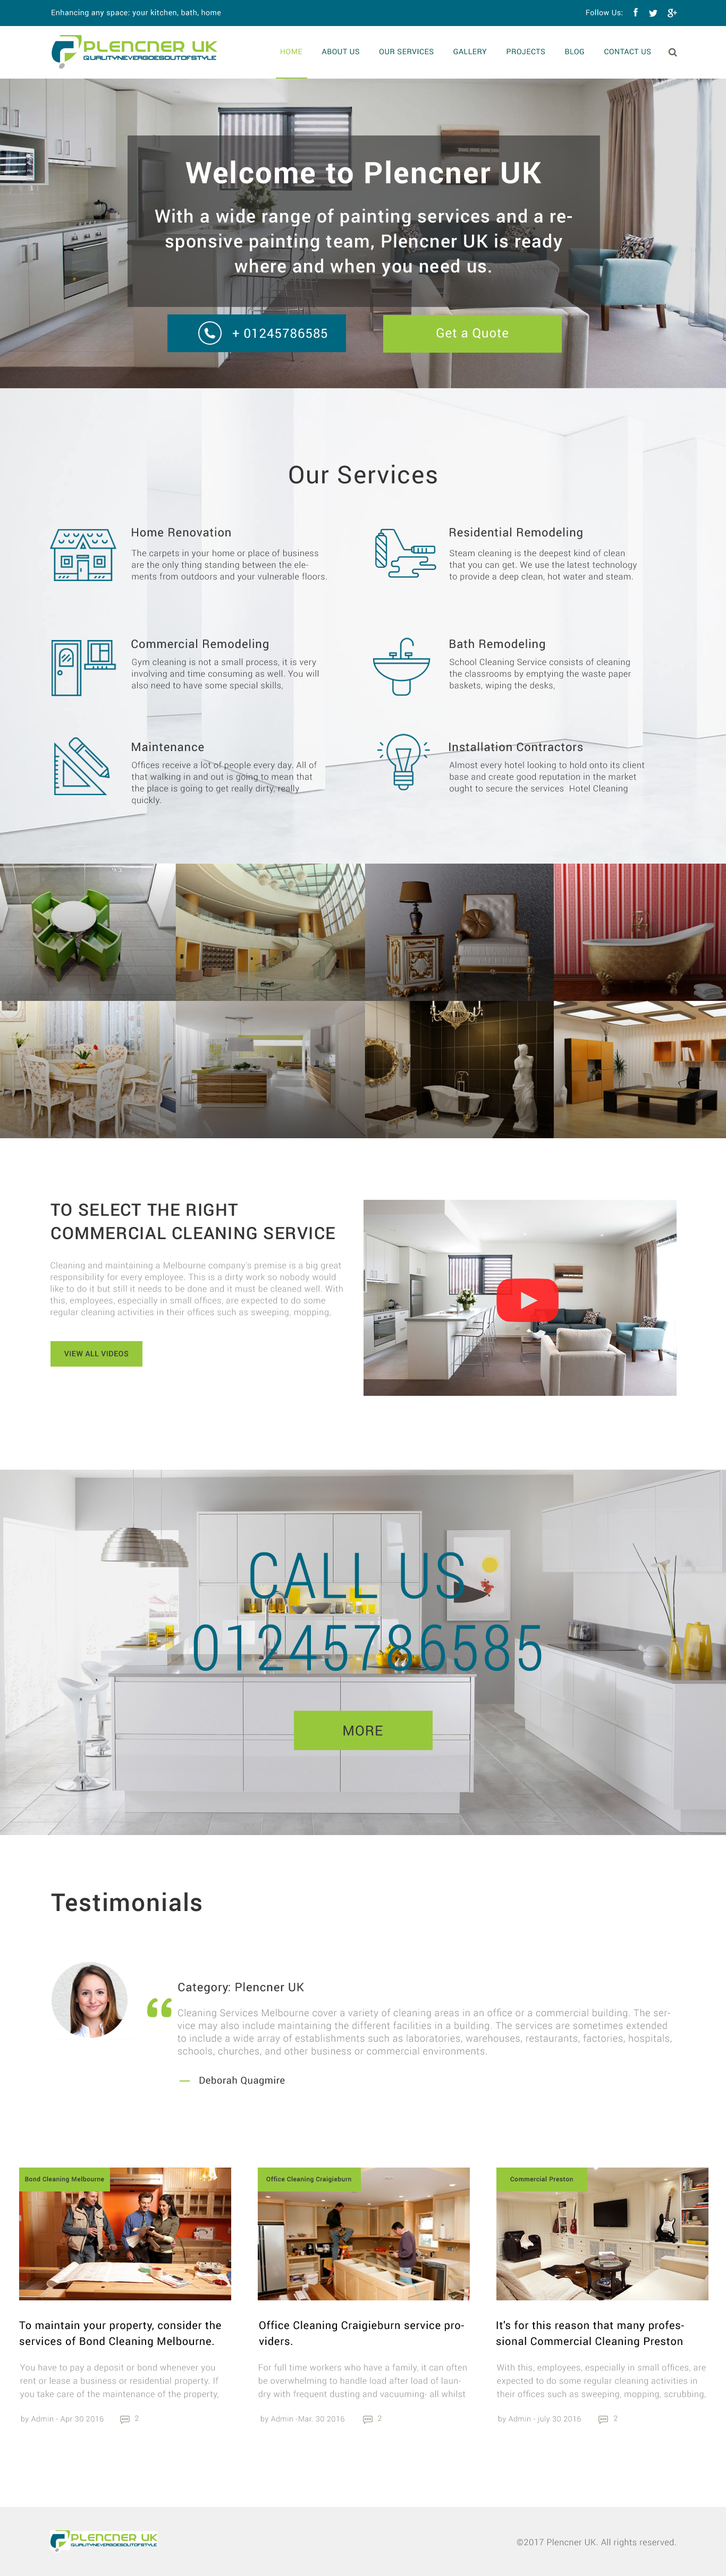 Enhancing any space: your kitchen, bath, home
Follow Us:
PLENCNER UK
QUALITYNEVERGOESOUTOFSTYLE
HOME ABOUT US OUR SERVICES GALLERY PROJECTS BLOG CONTACT US
Welcome to Plencner UK
With a wide range of painting services and a re-
sponsive painting team, Plencner UK is ready
where and when you need us.
+ 01245786585
Get a Quote
Our Services
Home Renovation
The carpets in your home or place of business
are the only thing standing between the ele-
ments from outdoors and your vulnerable floors.
Residential Remodeling
Steam cleaning is the deepest kind of clean
that you can get. We use the latest technology
to provide a deep clean, hot water and steam.
Commercial Remodeling
Gym cleaning is not a small process, it is very
involving and time consuming as well. You will
also need to have some special skills,
Bath Remodeling
School Cleaning Service consists of cleaning
the classrooms by emptying the waste paper
baskets, wiping the desks,
Maintenance
Offices receive a lot of people every day. All of
that walking in and out is going to mean that
the place is going to get really dirty, really
quickly.
Installation Contractors
Almost every hotel looking to hold onto its client
base and create good reputation in the market
ought to secure the services Hotel Cleaning
TO SELECT THE RIGHT
COMMERCIAL CLEANING SERVICE
Cleaning and maintaining a Melbourne company's premise is a big great
responsibility for every employee. This is a dirty work so nobody would
like to do it but still it needs to be done and it must be cleaned well. With
this, employees, especially in small offices, are expected to do some
regular cleaning activities in their offices such as sweeping, mopping,
VIEW ALL VIDEOS
CALL US
01245786585
MORE
Testimonials
Category: Plencner UK
Cleaning Services Melbourne cover a variety of cleaning areas in an office or a commercial building. The ser-
vice may also include maintaining the different facilities in a building. The services are sometimes extended
to include a wide array of establishments such as laboratories, warehouses, restaurants, factories, hospitals,
schools, churches, and other business or commercial environments.
— Deborah Quagmire
Bond Cleaning Melbourne
To maintain your property, consider the
services of Bond Cleaning Melbourne.
You have to pay a deposit or bond whenever you
rent or lease a business or residential property. If
you take care of the maintenance of the property,
by Admin - Apr 30 2016 2
Office Cleaning Craigieburn
Office Cleaning Craigieburn service pro-
viders.
For full time workers who have a family, it can often
be overwhelming to handle load after load of laun-
dry with frequent dusting and vacuuming- all whilst
by Admin -Mar. 30 2016 2
Commercial Preston
It's for this reason that many profes-
sional Commercial Cleaning Preston
With this, employees, especially in small offices, are
expected to do some regular cleaning activities in
their offices such as sweeping, mopping, scrubbing,
by Admin - july 30 2016 2
PLENCNER UK
QUALITYNEVERGOESOUTOFSTYLE
©2017 Plencner UK. All rights reserved.